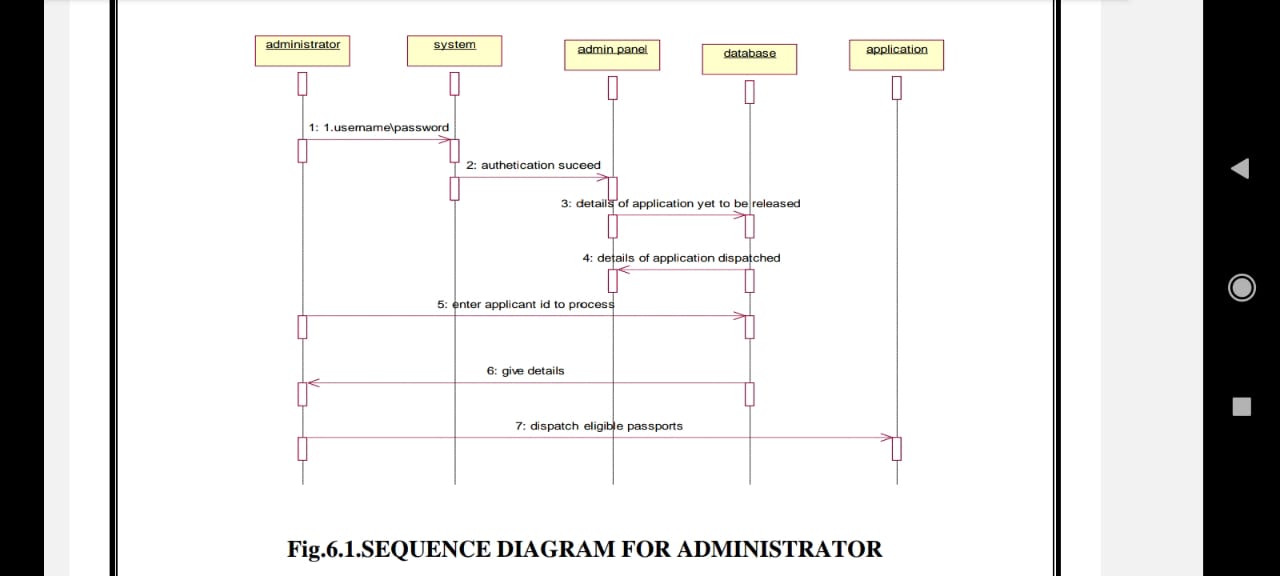 administrator
system
admin panel
database
application
1: 1.username\password
2: authetication suceed
3: details of application yet to be released
4: details of application dispatched
5: enter applicant id to process
6: give details
7: dispatch eligible passports
Fig.6.1.SEQUENCE DIAGRAM FOR ADMINISTRATOR